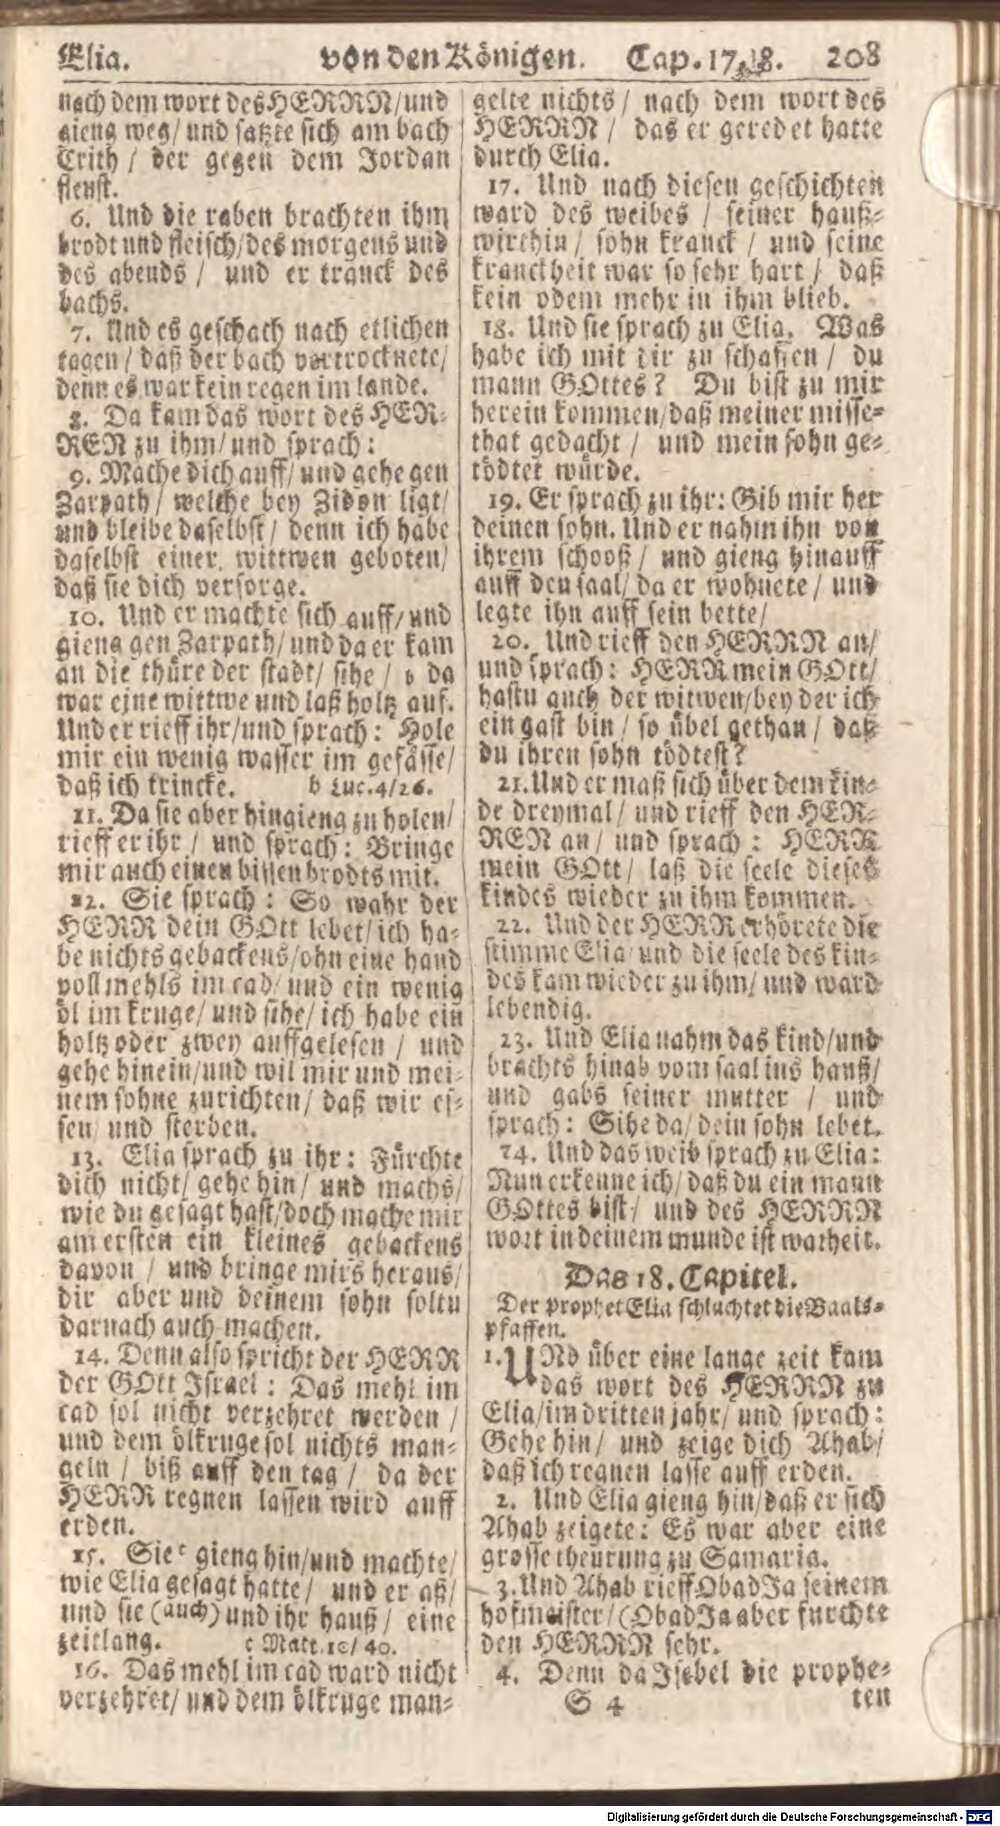 Elia. von den Königen. Cap. 17. 18. 208
nach dem wort des HERRN/und
gieng weg/ und satzte sich am bach
Crith / der gegen dem Jordan
fleust.
6. Und die raben brachten ihm
brodt und fleisch/des morgens und
des abends / und er tranck des
bachs.
7. Und es geschach nach etlichen
tagen/ daß der bach vertrocknete/
denn es war kein regen im lande.
8. Da kam das wort des HER-
REN zu ihm/ und sprach:
9. Mache dich auff/ und gehe gen
Zarpath/ welche bey Zidon ligt/
und bleibe daselbst/ denn ich habe
daselbst einer wittwen geboten/
daß sie dich versorge.
10. Und er machte sich auff/und
gieng gen Zarpath/ und da er kam
an die thüre der stadt/ sihe / b da
war eine wittwe und laß holtz auf.
Und er rieff ihr/und sprach: Hole
mir ein wenig wasser im gefässe/
daß ich trincke. b Luc.4/26.
11. Da sie aber hingieng zu holen/
rieff er ihr / und sprach: Bringe
mir auch einen bissen brodts mit.
12. Sie sprach: So wahr der
HERR dein GOtt lebet/ ich ha-
be nichts gebackens/ohn eine hand
voll mehls im cad/ und ein wenig
öl im kruge/ und sihe/ ich habe ein
holtz oder zwey auffgelesen / und
gehe hinein/und wil mir und mei-
nem sohne zurichten/ daß wir es-
sen/ und sterben.
13. Elia sprach zu ihr: Fürchte
dich nicht/ gehe hin/ und machs/
wie du gesagt hast/doch mache mir
am ersten ein kleines gebackens
davon / und bringe mirs heraus/
dir aber und deinem sohn soltu
darnach auch machen.
14. Denn also spricht der HERR
der GOtt Israel: Das mehl im
cad sol nicht verzehret werden /
und dem ölkruge sol nichts man-
geln / biß auff den tag / da der
HERR regnen lassen wird auff
erden.
15. Sie c gieng hin/und machte/
wie Elia gesagt hatte/ und er aß/
und sie (auch) und ihr hauß/ eine
zeitlang. c Matt.10/40.
16. Das mehl im cad ward nicht
verzehret/ und dem ölkruge man-
gelte nichts/ nach dem wort des
HERRN / das er geredet hatte
durch Elia.
17. Und nach diesen geschichten
ward des weibes / seiner hauß-
wirthin/ sohn kranck / und seine
kranckheit war so sehr hart / daß
kein odem mehr in ihm blieb.
18. Und sie sprach zu Elia. Was
habe ich mit dir zu schaffen / du
mann GOttes? Du bist zu mir
herein kommen/daß meiner misse-
that gedacht / und mein sohn ge-
tödtet würde.
19. Er sprach zu ihr: Gib mir her
deinen sohn. Und er nahm ihn von
ihrem schooß/ und gieng hinauff
auff den saal/ da er wohnete/ und
legte ihn auff sein bette/
20. Und rieff den HERRN an/
und sprach: HERR mein GOtt/
hastu auch der witwen/bey der ich
ein gast bin/ so übel gethan/ daß
du ihren sohn tödtest?
21. Und er maß sich über dem kin-
de dreymal/ und rieff den HER-
REN an/ und sprach: HERR
mein GOtt/ laß die seele dieses
kindes wieder zu ihm kommen.
22. Und der HERR erhörete die
stimme Elia/ und die seele des kin-
des kam wieder zu ihm/ und ward
lebendig.
23. Und Elia nahm das kind/und
brachts hinab vom saal ins hauß/
und gabs seiner mutter / und
sprach: Sihe da/ dein sohn lebet.
24. Und das weib sprach zu Elia:
Nun erkenne ich/ daß du ein mann
GOttes bist/ und des HERRN
wort in deinem munde ist warheit.
Das 18. Capitel.
Der prophet Elia schlachtet die Baals-
pfaffen.
1. UNd über eine lange zeit kam
das wort des HERRN zu
Elia/im dritten jahr/ und sprach:
Gehe hin/ und zeige dich Ahab/
daß ich regnen lasse auff erden.
2. Und Elia gieng hin/daß er sich
Ahab zeigete: Es war aber eine
grosse theurung zu Samaria.
3. Und Ahab rieff ObadJa seinem
hofmeister/ (ObadJa aber furchte
den HERRN sehr.
4. Denn da Jsebel die prophe-
S 4 ten
Digitalisierung gefördert durch die Deutsche Forschungsgemeinschaft - DFG